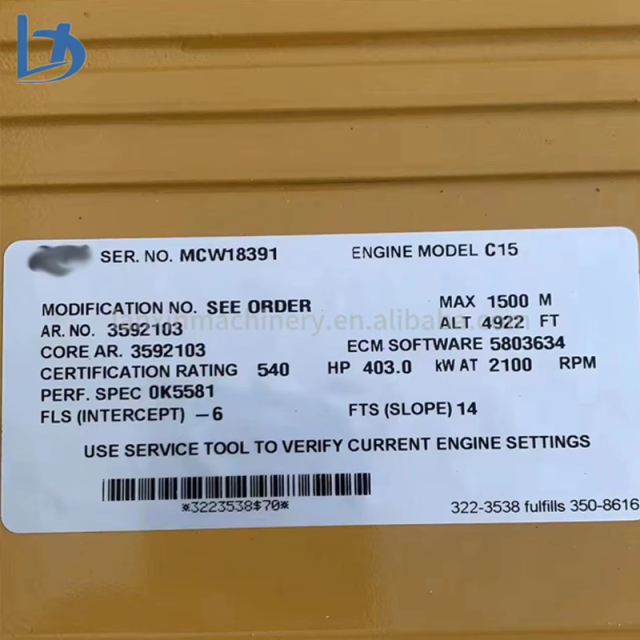 SER. NO. MCW18391 ENGINE MODEL C15
MODIFICATION NO. SEE ORDER MAX 1500 M
AR. NO. 3592103 ALT 4922 FT
CORE AR. 3592103 ECM SOFTWARE 5803634
CERTIFICATION RATING 540 HP 403.0 kW AT 2100 RPM
PERF. SPEC 0K5581
FLS (INTERCEPT) -6 FTS (SLOPE) 14
USE SERVICE TOOL TO VERIFY CURRENT ENGINE SETTINGS
*3223538$70*
322-3538 fulfills 350-8616